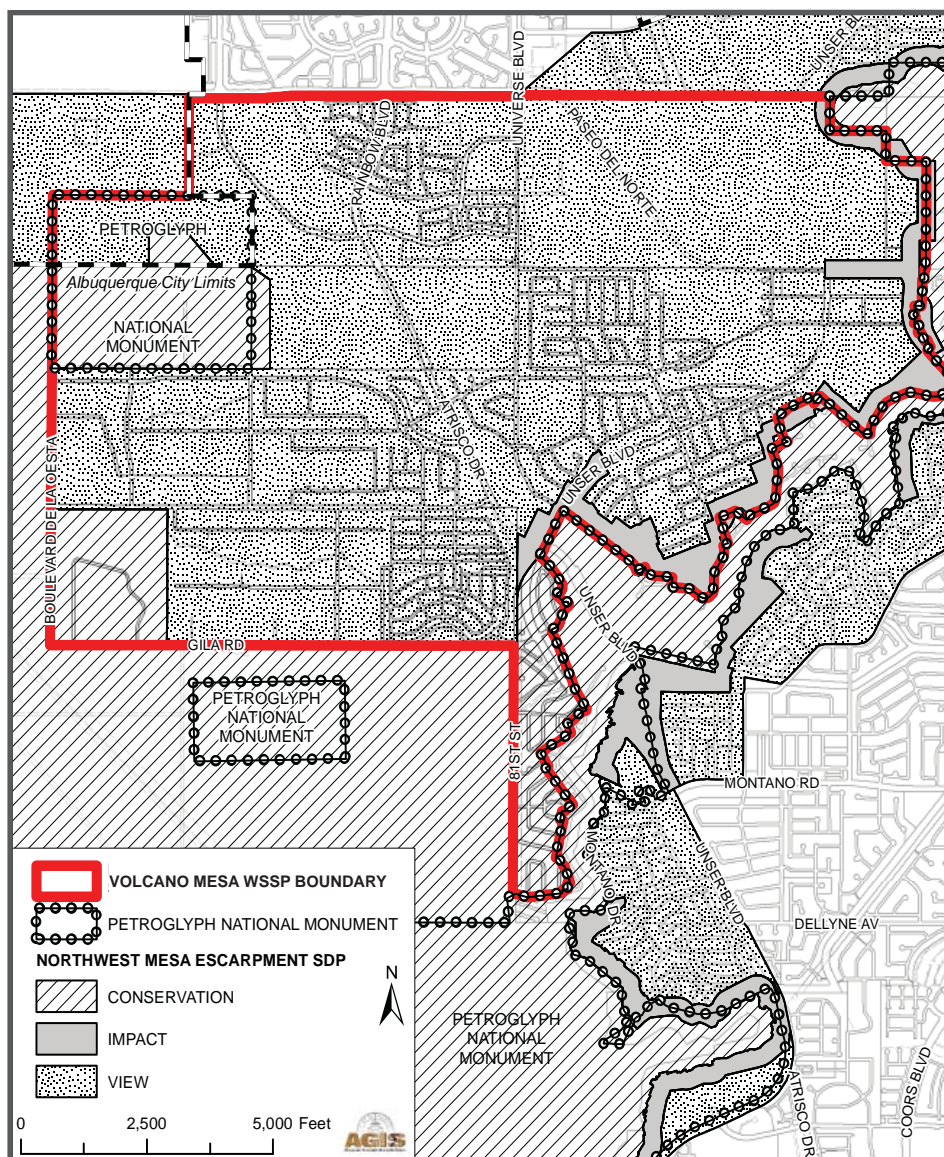 UNSER BL
UNIVERSE BLVD
RAINBOW BLVD
PASEO DEL NORTE
PETROGLYPH
Albuquerque City Limits
NATIONAL
MONUMENT
ATRISCO DR
UNSER BLVD
BOULEVARD DE LA OESTA
UNSER BLVD
GILA RD
PETROGLYPH
NATIONAL
MONUMENT
81ST ST
MONTANO RD
MONTANO DR
UNSER BLVD
DELLYNE AV
PETROGLYPH
NATIONAL
MONUMENT
ATRISCO DR
COORS BLVD
VOLCANO MESA WSSP BOUNDARY
PETROGLYPH NATIONAL MONUMENT
NORTHWEST MESA ESCARPMENT SDP
N
CONSERVATION
IMPACT
VIEW
0 2,500 5,000 Feet
AGIS